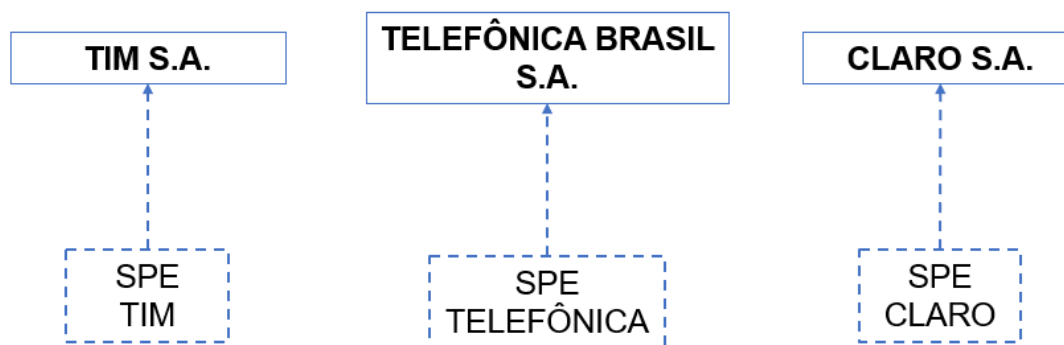 TIM S.A.
TELEFÔNICA BRASIL
S.A.
CLARO S.A.
SPE
TIM
SPE
TELEFÔNICA
SPE
CLARO